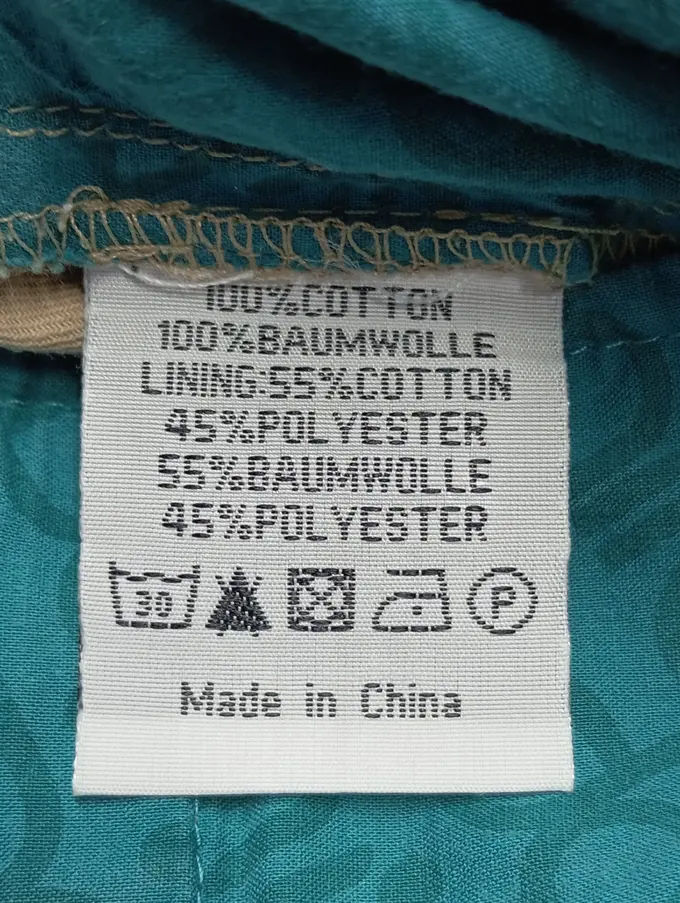 100%COTTON
100%BAUMWOLLE
LINING:55%COTTON
45%POLYESTER
55%BAUMWOLLE
45%POLYESTER
30 P
Made in China